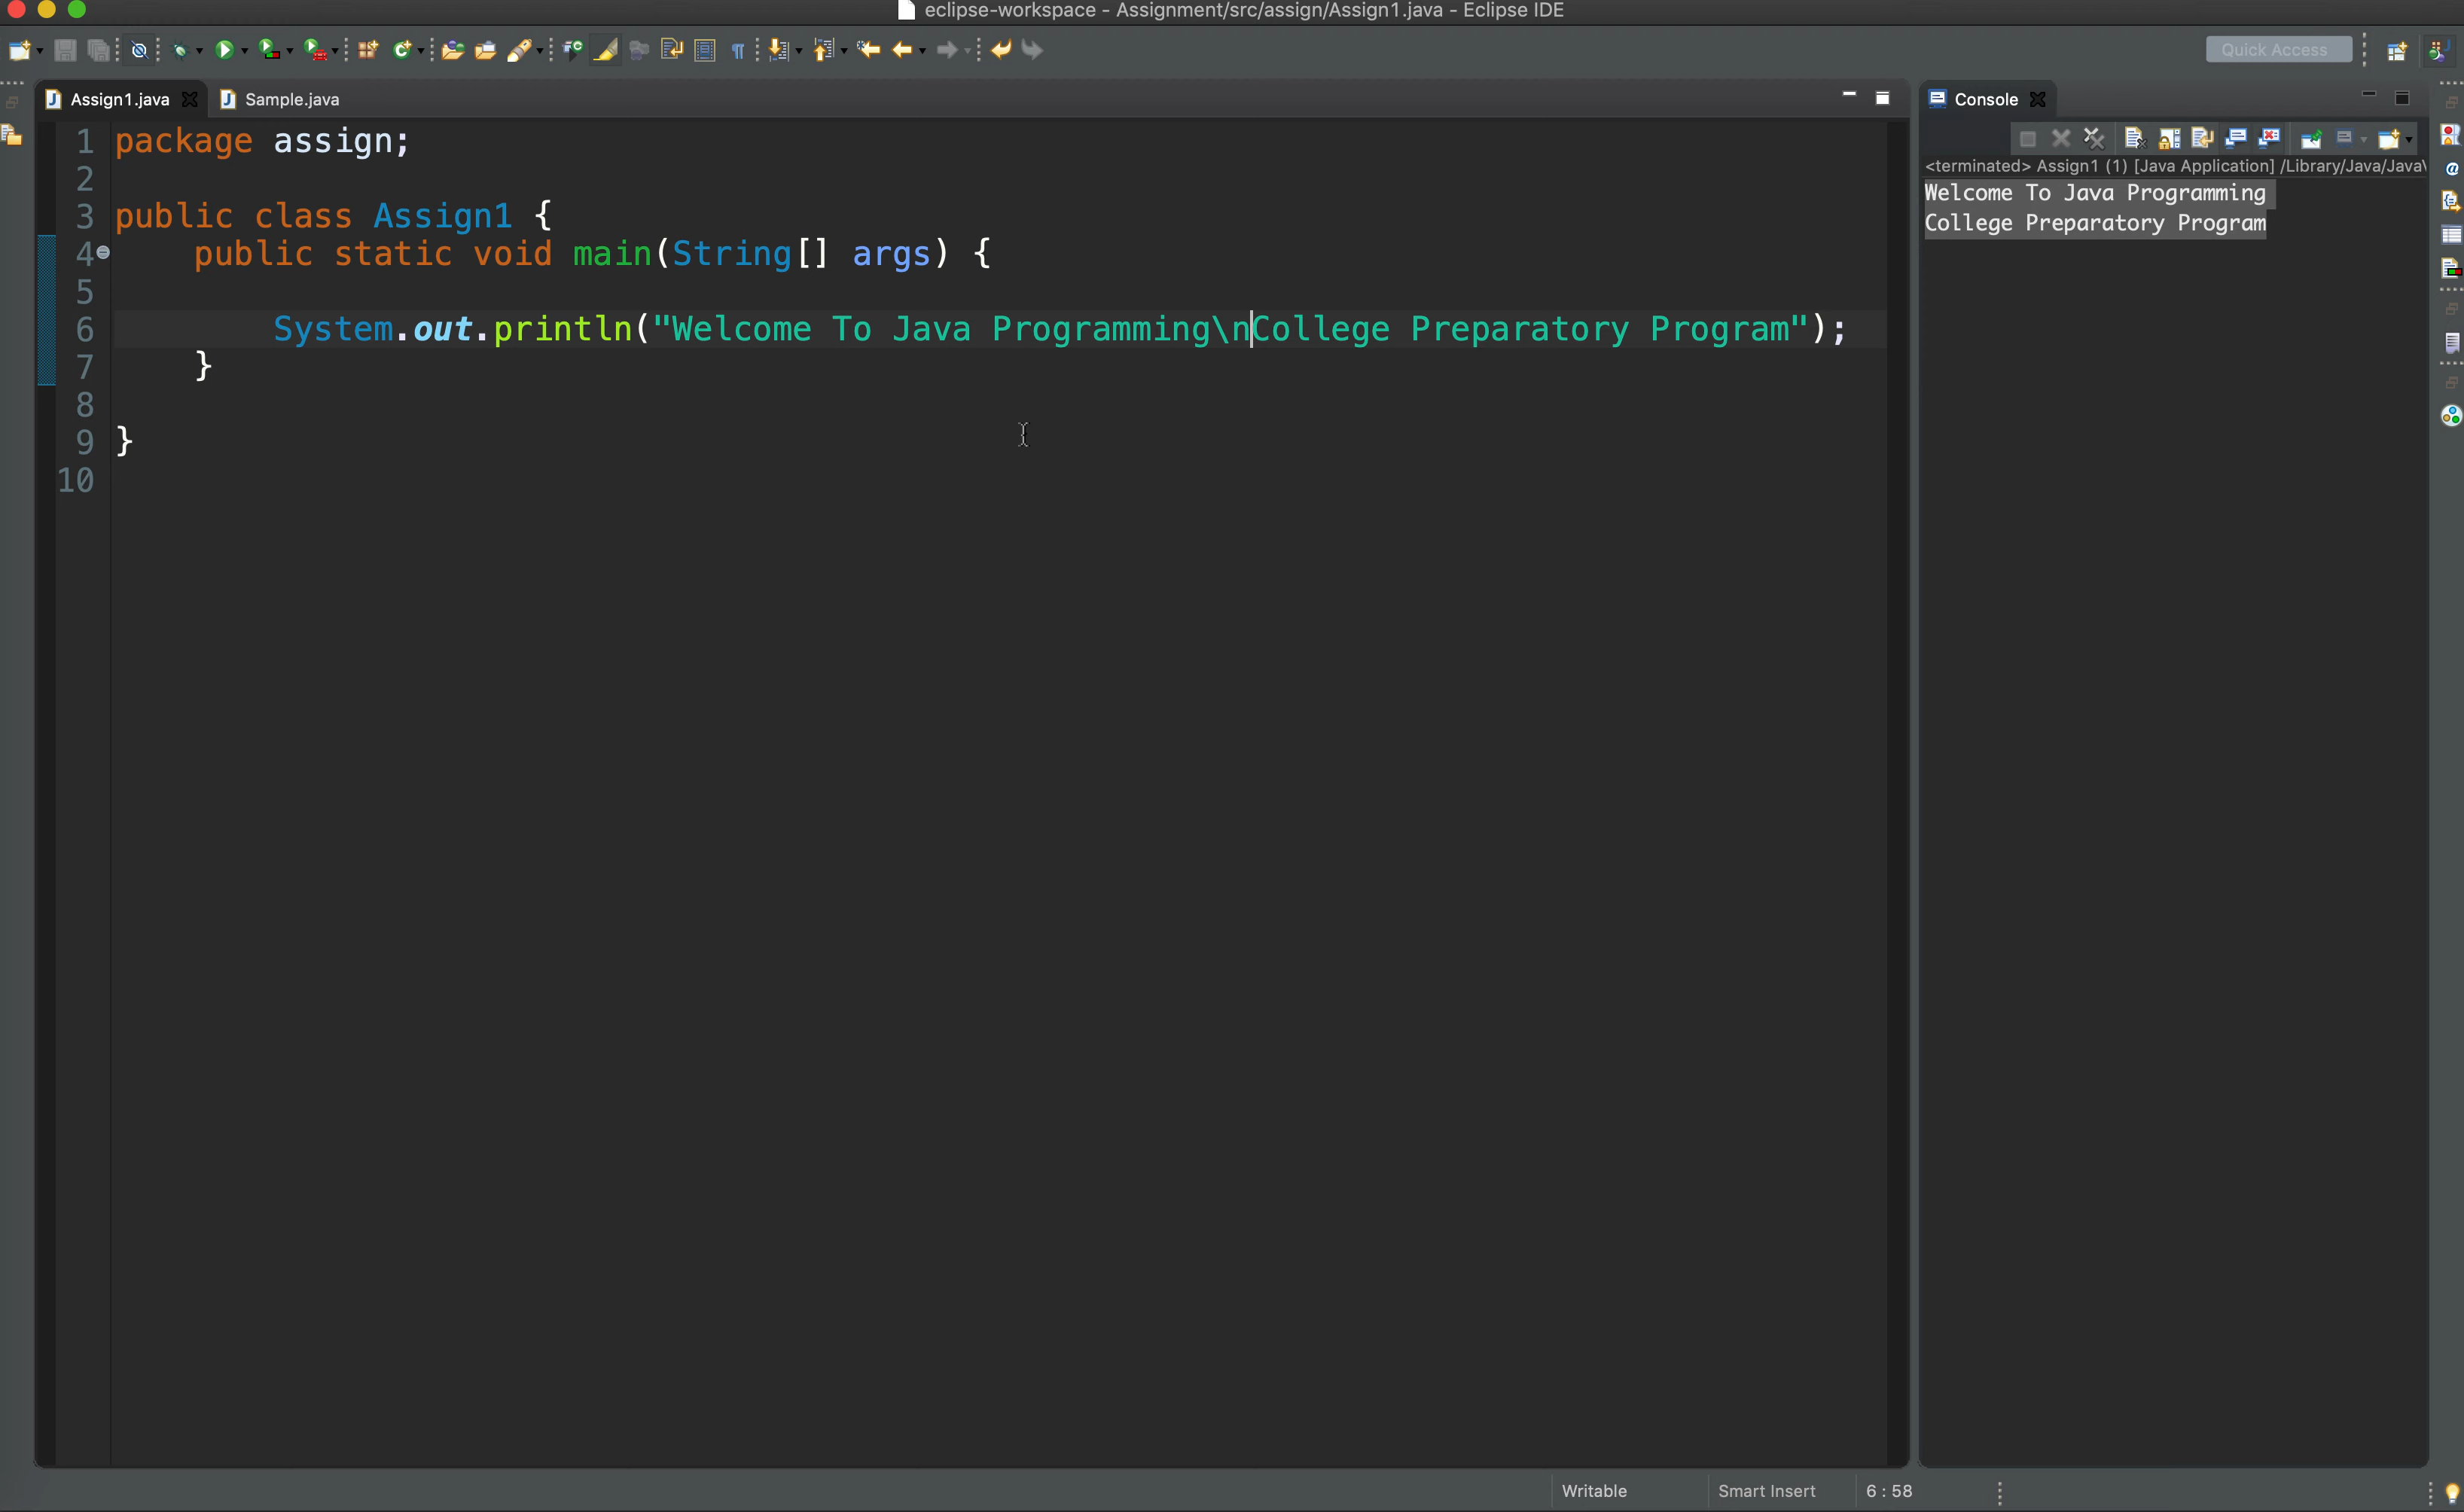 eclipse-workspace - Assignment/src/assign/Assign1.java - Eclipse IDE
Quick Access
Assign1.java
Sample.java
1 package assign;
2
3 public class Assign1 {
4 public static void main(String[] args) {
5
6 System.out.println("Welcome To Java Programming\nCollege Preparatory Program");
7 }
8
9 }
10
Console
<terminated> Assign1 (1) [Java Application] /Library/Java/Java
Welcome To Java Programming
College Preparatory Program
Writable
Smart Insert
6 : 58